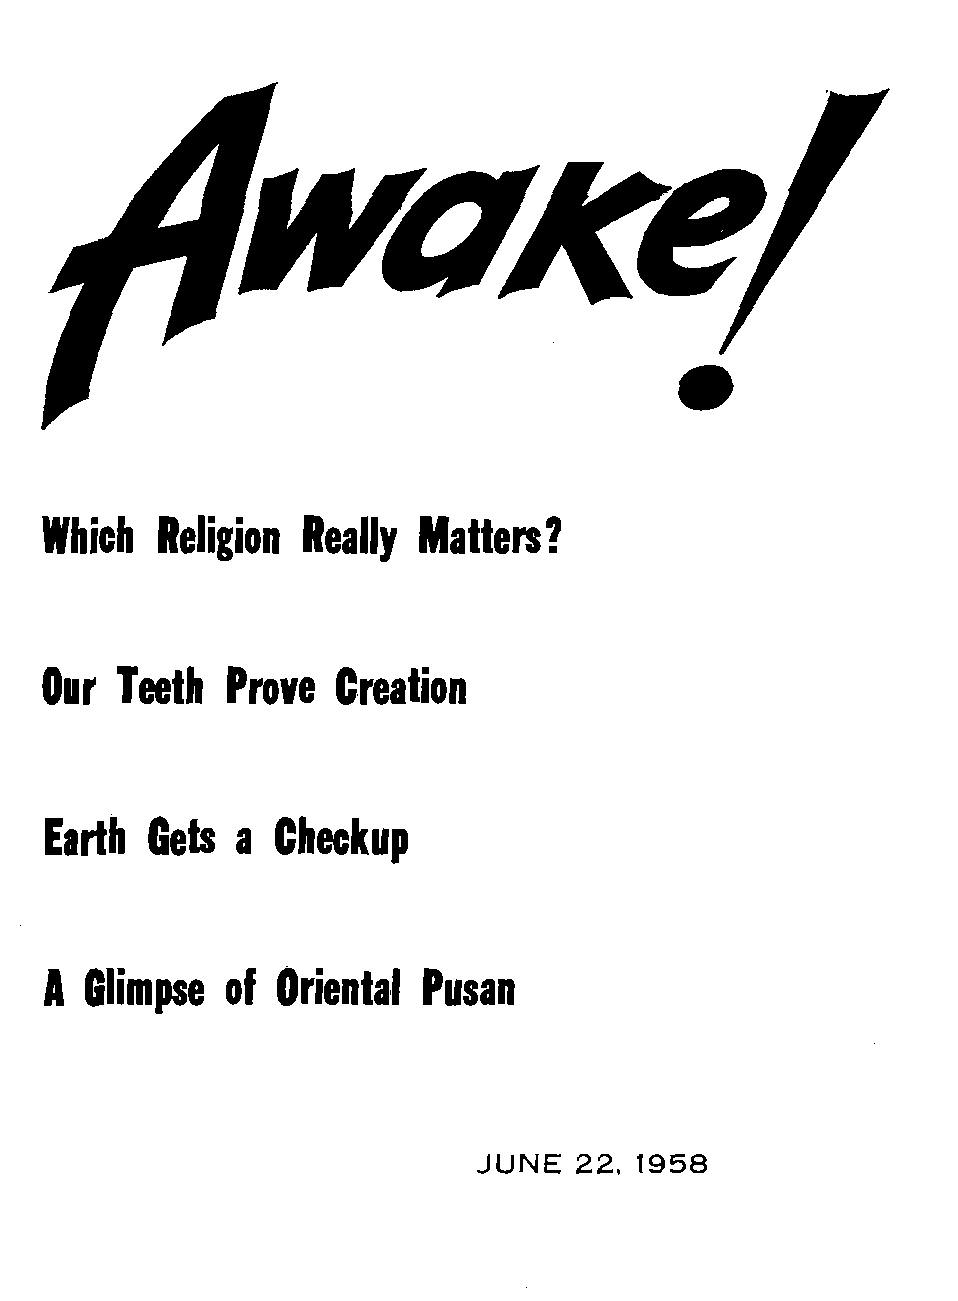 Awake!
Which Religion Really Matters?
Our Teeth Prove Creation
Earth Gets a Checkup
A Glimpse of Oriental Pusan
JUNE 22, 1958